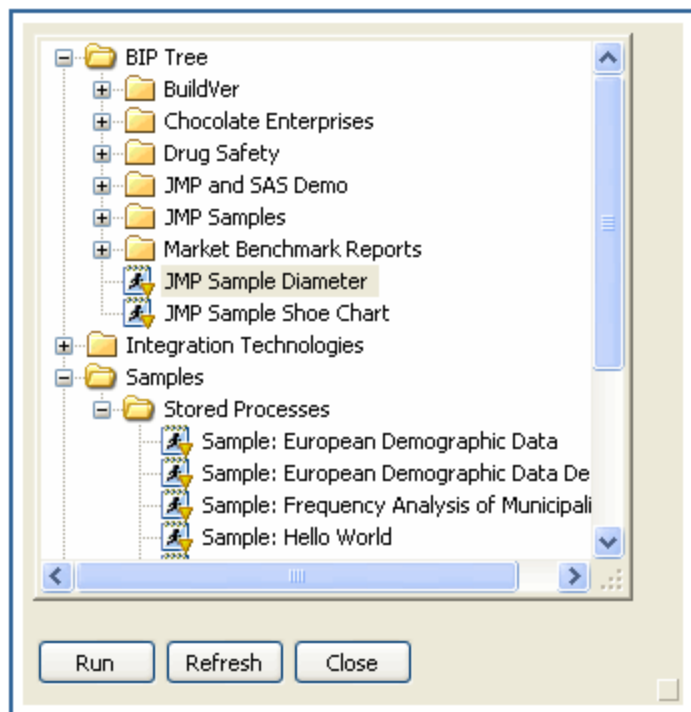 BIP Tree
BuildVer
Chocolate Enterprises
Drug Safety
JMP and SAS Demo
JMP Samples
Market Benchmark Reports
JMP Sample Diameter
JMP Sample Shoe Chart
Integration Technologies
Samples
Stored Processes
Sample: European Demographic Data
Sample: European Demographic Data De
Sample: Frequency Analysis of Municipali
Sample: Hello World
Run Refresh Close